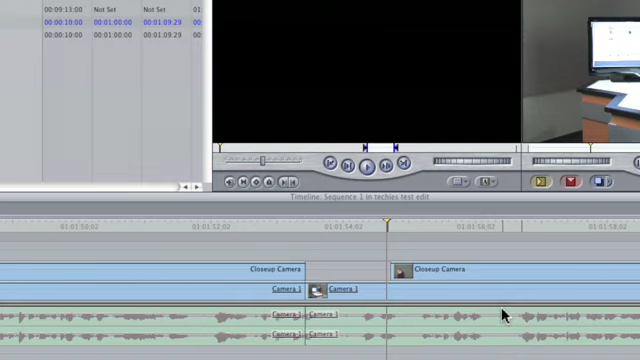 00:09:13:00 Not Set Not Set 01:
00:00:10:00 00:01:00:00 00:01:09:29 00:
00:00:10:00 00:01:00:00 00:01:09:29 00:
Timeline: Sequence 1 in techies test edit
01:01:50;02 01:01:52;02 01:01:54;02 01:01:56;02 01:01:58;02
Closeup Camera Closeup Camera
Camera 1 Camera 1
Camera 1 Camera 1
Camera 1 Camera 1